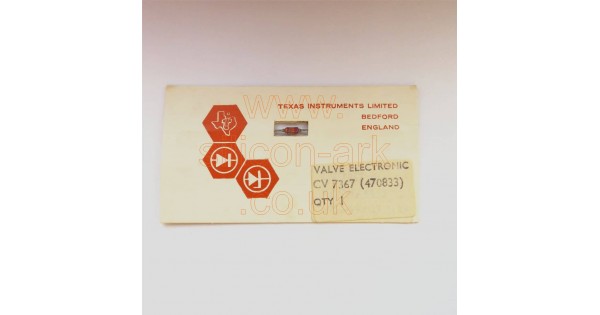 TEXAS INSTRUMENTS LIMITED
BEDFORD
ENGLAND
www.
silicon-ark
.co.uk
VALVE ELECTRONIC
CV 7367 (470833)
QTY 1